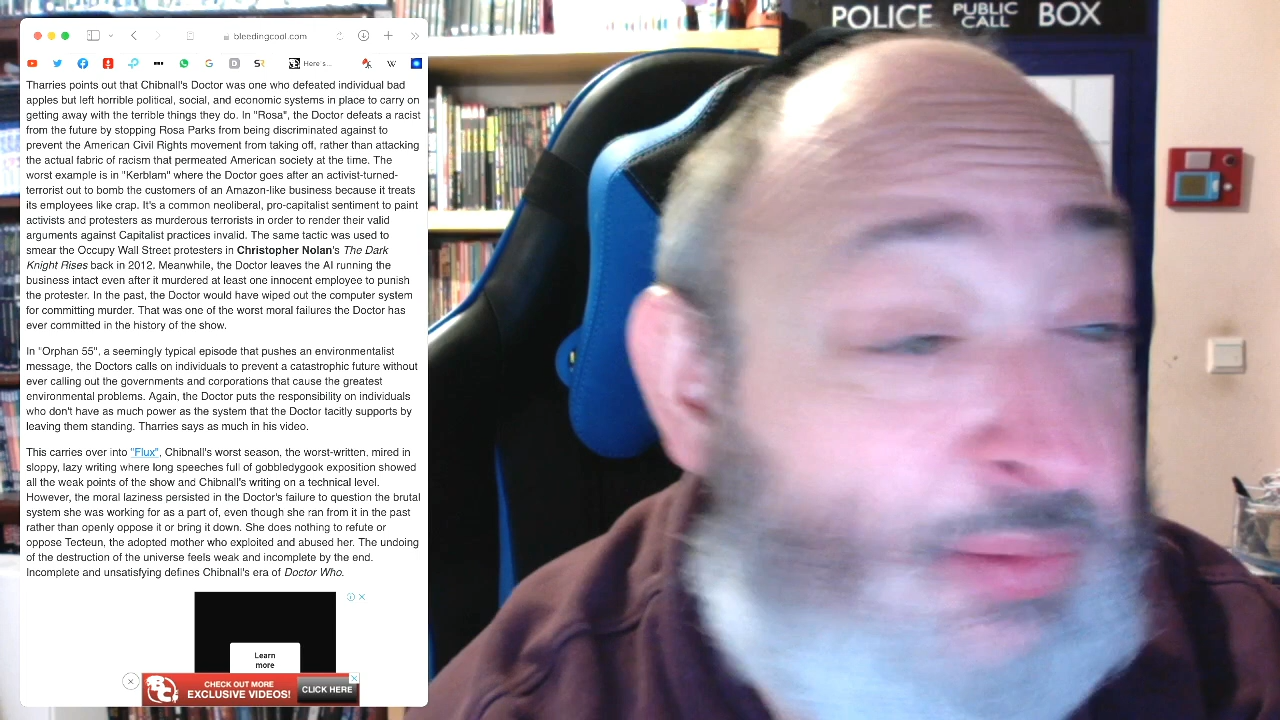 POLICE PUBLIC CALL BOX
bleedingcool.com
Here's...
Tharries points out that Chibnall's Doctor was one who defeated individual bad
apples but left horrible political, social, and economic systems in place to carry on
getting away with the terrible things they do. In "Rosa", the Doctor defeats a racist
from the future by stopping Rosa Parks from being discriminated against to
prevent the American Civil Rights movement from taking off, rather than attacking
the actual fabric of racism that permeated American society at the time. The
worst example is in "Kerblam" where the Doctor goes after an activist-turned-
terrorist out to bomb the customers of an Amazon-like business because it treats
its employees like crap. It's a common neoliberal, pro-capitalist sentiment to paint
activists and protesters as murderous terrorists in order to render their valid
arguments against Capitalist practices invalid. The same tactic was used to
smear the Occupy Wall Street protesters in Christopher Nolan's The Dark
Knight Rises back in 2012. Meanwhile, the Doctor leaves the AI running the
business intact even after it murdered at least one innocent employee to punish
the protester. In the past, the Doctor would have wiped out the computer system
for committing murder. That was one of the worst moral failures the Doctor has
ever committed in the history of the show.
In "Orphan 55", a seemingly typical episode that pushes an environmentalist
message, the Doctors calls on individuals to prevent a catastrophic future without
ever calling out the governments and corporations that cause the greatest
environmental problems. Again, the Doctor puts the responsibility on individuals
who don't have as much power as the system that the Doctor tacitly supports by
leaving them standing. Tharries says as much in his video.
This carries over into "Flux", Chibnall's worst season, the worst-written, mired in
sloppy, lazy writing where long speeches full of gobbledygook exposition showed
all the weak points of the show and Chibnall's writing on a technical level.
However, the moral laziness persisted in the Doctor's failure to question the brutal
system she was working for as a part of, even though she ran from it in the past
rather than openly oppose it or bring it down. She does nothing to refute or
oppose Tecteun, the adopted mother who exploited and abused her. The undoing
of the destruction of the universe feels weak and incomplete by the end.
Incomplete and unsatisfying defines Chibnall's era of Doctor Who.
Learn
more
CHECK OUT MORE
EXCLUSIVE VIDEOS!
CLICK HERE